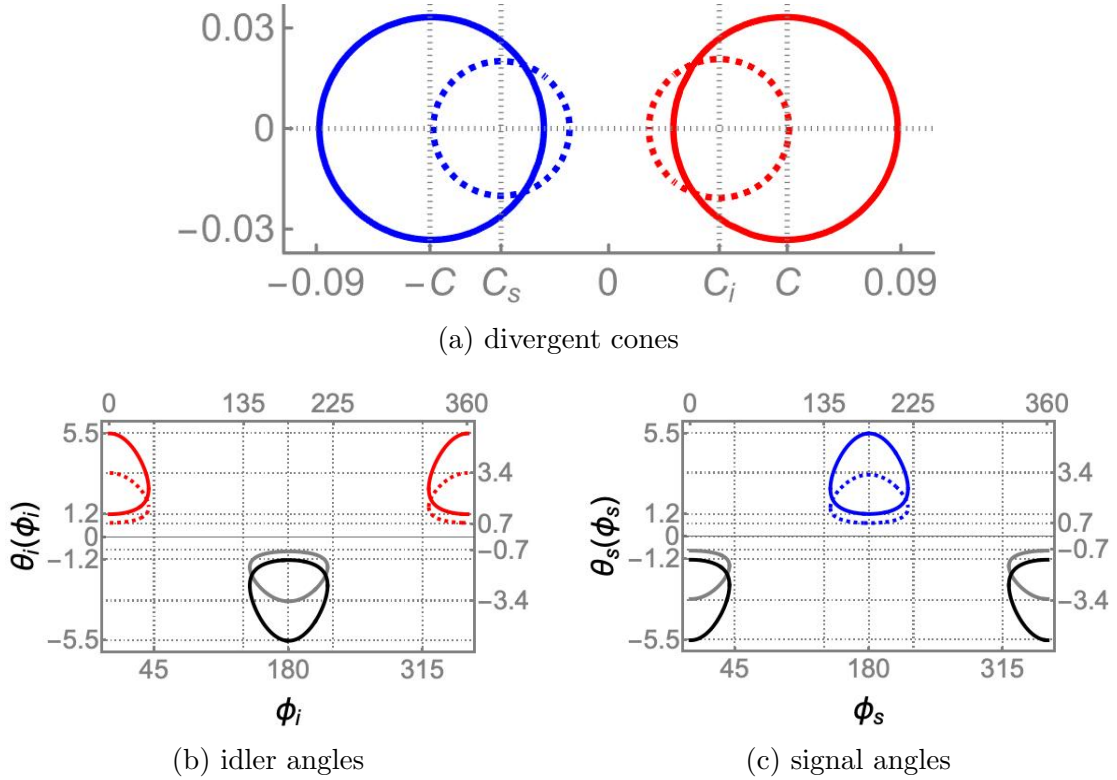 0.03
0
−0.03
−0.09 −C C_s 0 C_i C 0.09
(a) divergent cones
0 135 225 360
5.5
3.4
1.2
0.7
0
−0.7
−1.2
−3.4
−5.5
θ_i(ϕ_i)
45 180 315
ϕ_i
(b) idler angles
0 135 225 360
5.5
3.4
1.2
0.7
0
−0.7
−1.2
−3.4
−5.5
θ_s(ϕ_s)
45 180 315
ϕ_s
(c) signal angles